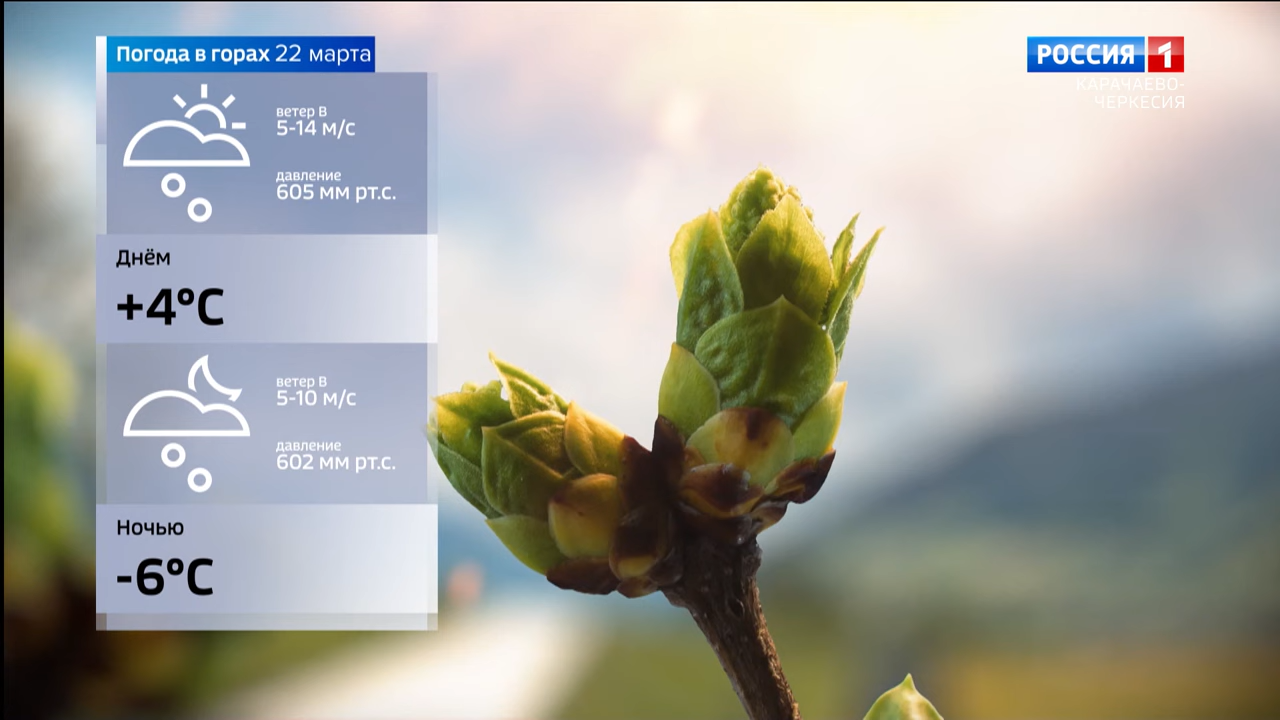 Погода в горах 22 марта
РОССИЯ 1
КАРАЧАЕВО-
ЧЕРКЕСИЯ
ветер В
5-14 м/с
давление
605 мм рт.с.
Днём
+4°C
ветер В
5-10 м/с
давление
602 мм рт.с.
Ночью
-6°C